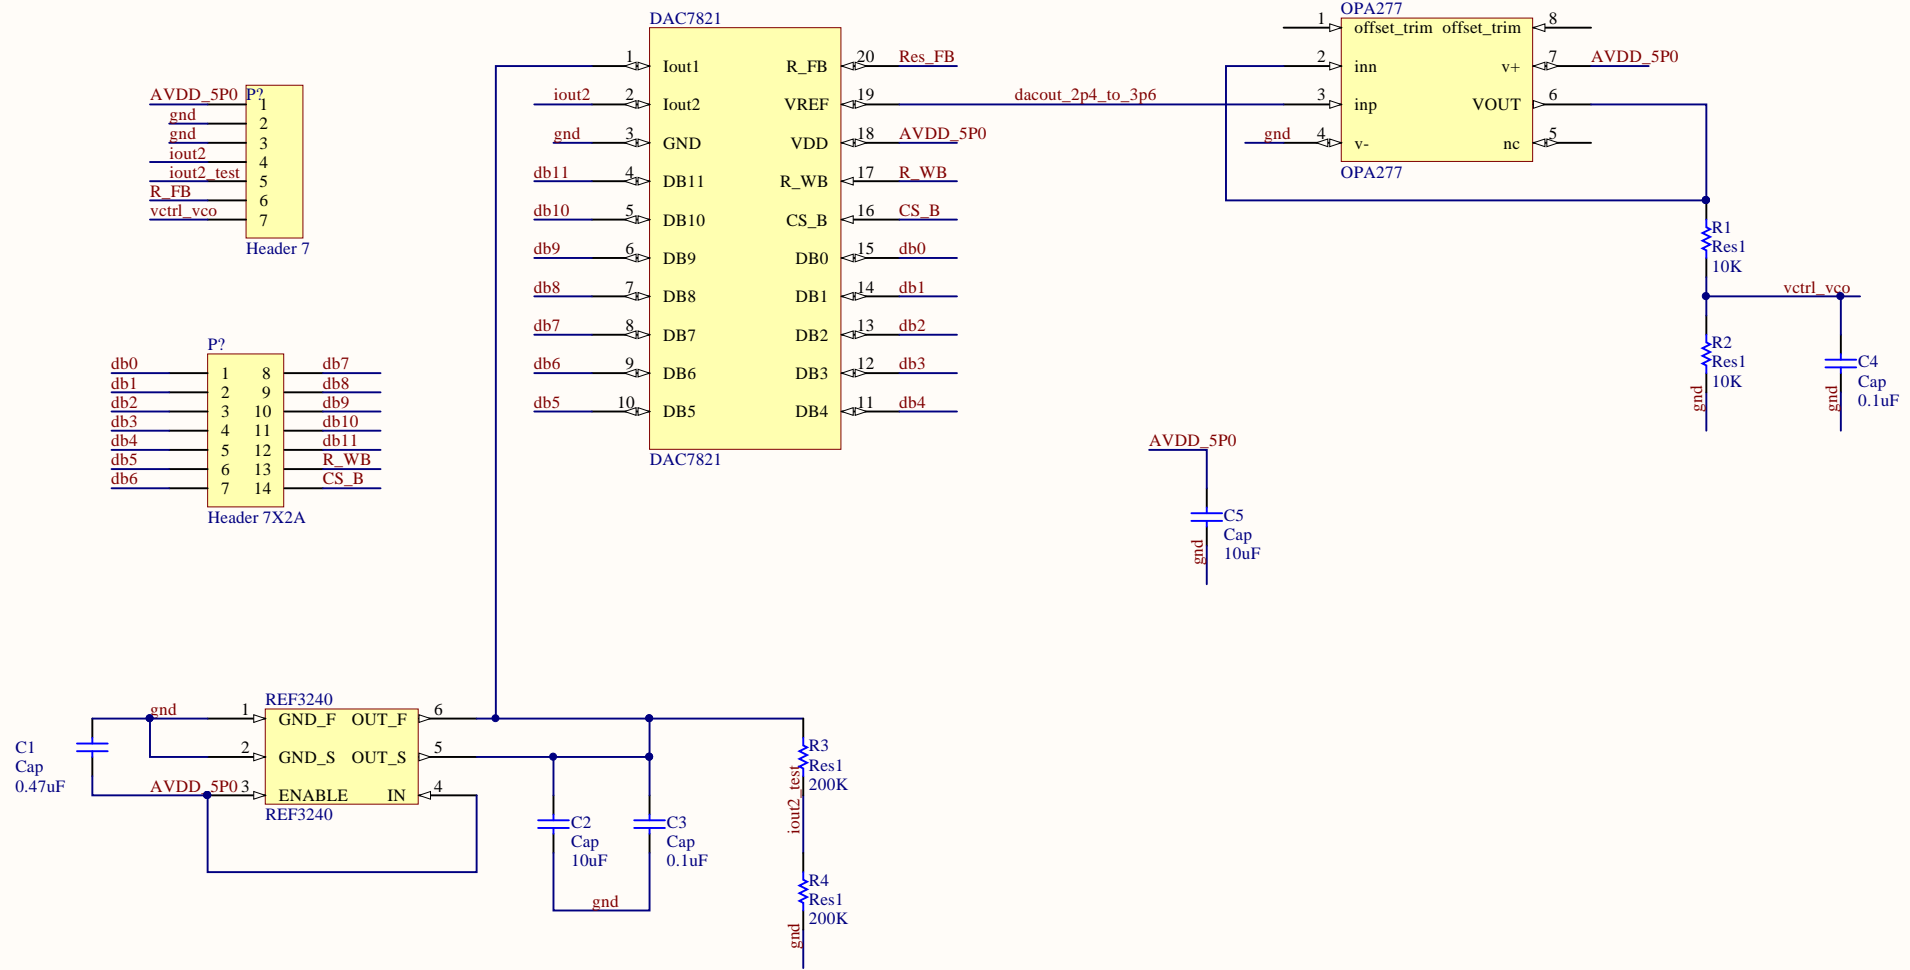 DAC7821
1 Iout1 R_FB 20 Res_FB
iout2 2 Iout2 VREF 19 dacout_2p4_to_3p6
gnd 3 GND VDD 18 AVDD_5P0
db11 4 DB11 R_WB 17 R_WB
db10 5 DB10 CS_B 16 CS_B
db9 6 DB9 DB0 15 db0
db8 7 DB8 DB1 14 db1
db7 8 DB7 DB2 13 db2
db6 9 DB6 DB3 12 db3
db5 10 DB5 DB4 11 db4
DAC7821
OPA277
1 offset_trim offset_trim 8
2 inn v+ 7 AVDD_5P0
3 inp VOUT 6
gnd 4 v- nc 5
OPA277
R1
Res1
10K
vctrl_vco
R2
Res1
10K
gnd
C4
Cap
0.1uF
gnd
P?
AVDD_5P0 1
gnd 2
gnd 3
iout2 4
iout2_test 5
R_FB 6
vctrl_vco 7
Header 7
P?
db0 1 8 db7
db1 2 9 db8
db2 3 10 db9
db3 4 11 db10
db4 5 12 db11
db5 6 13 R_WB
db6 7 14 CS_B
Header 7X2A
AVDD_5P0
C5
Cap
10uF
gnd
REF3240
gnd 1 GND_F OUT_F 6
2 GND_S OUT_S 5
AVDD_5P0 3 ENABLE IN 4
REF3240
C1
Cap
0.47uF
C2
Cap
10uF
C3
Cap
0.1uF
gnd
R3
Res1
200K
iout2_test
R4
Res1
200K
gnd